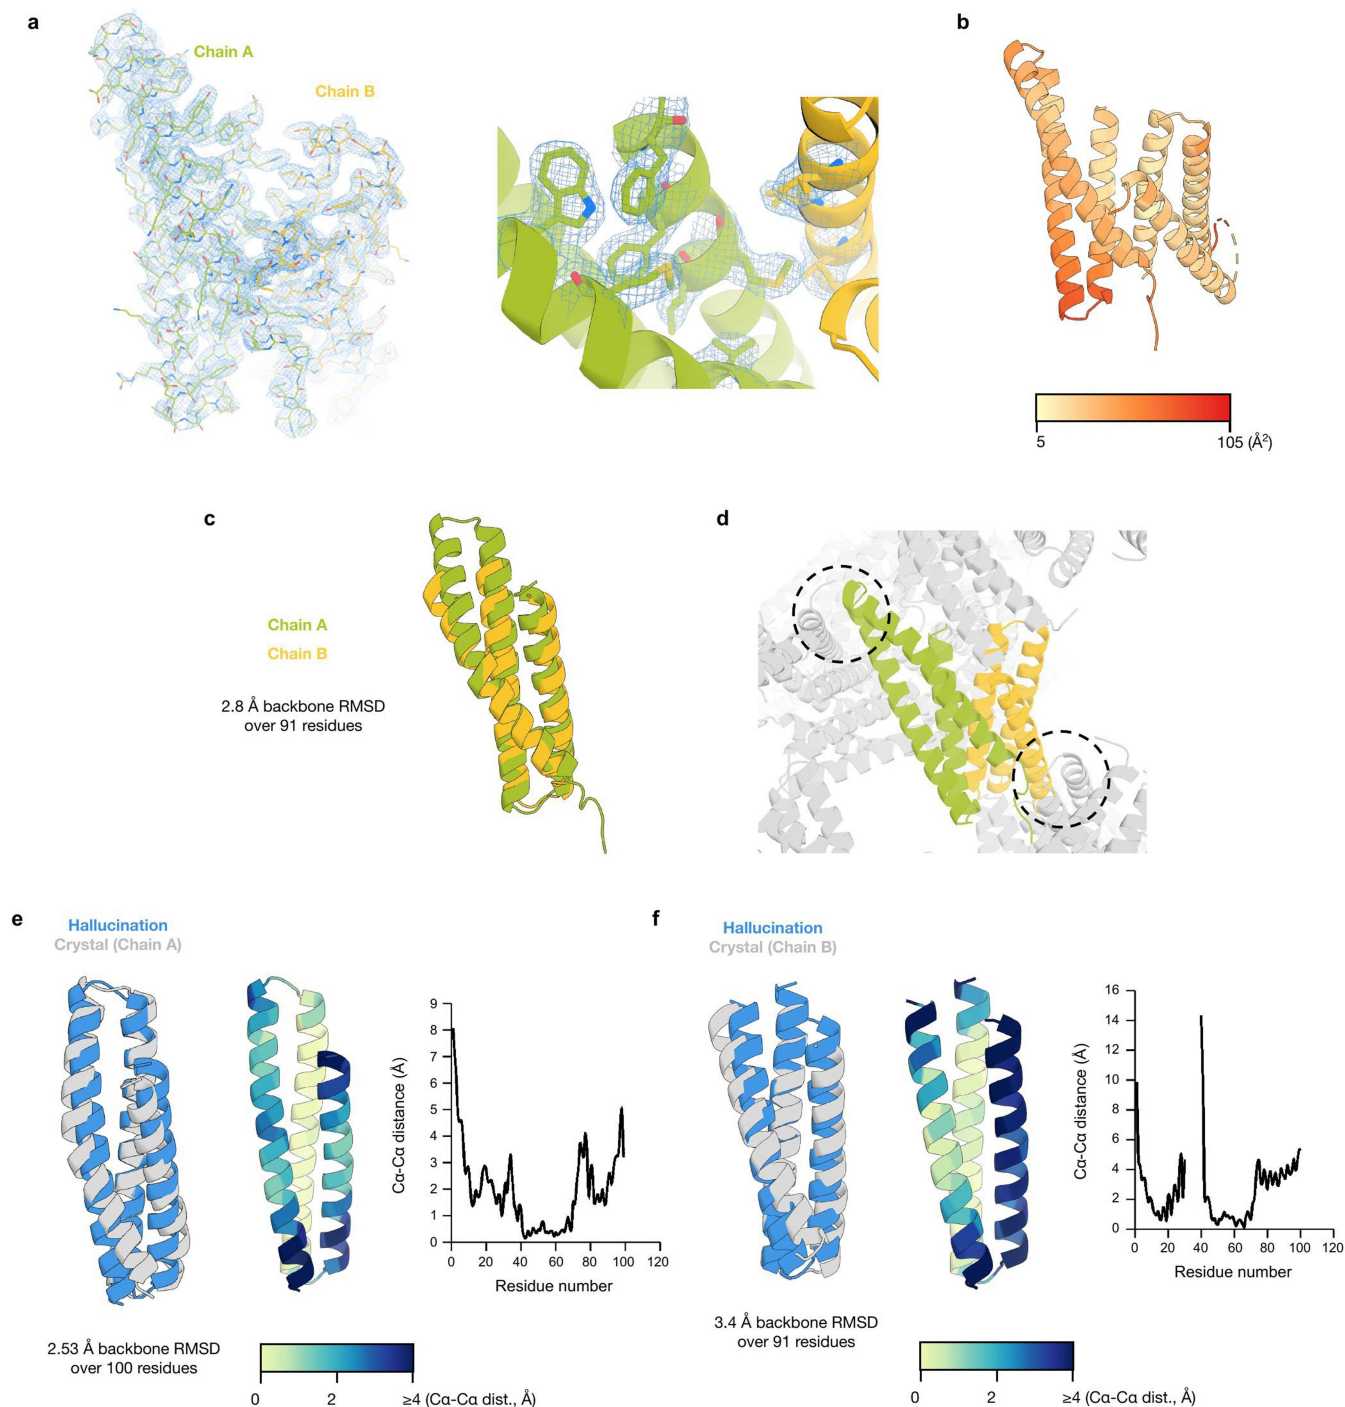 a
Chain A
Chain B
b
5
105 (Å²)
c
Chain A
Chain B
2.8 Å backbone RMSD
over 91 residues
d
e
Hallucination
Crystal (Chain A)
9
8
7
6
5
4
3
2
1
0
Cα-Cα distance (Å)
0
20
40
60
80
100
120
Residue number
2.53 Å backbone RMSD
over 100 residues
0
2
≥4 (Cα-Cα dist., Å)
f
Hallucination
Crystal (Chain B)
16
14
12
10
8
6
4
2
0
Cα-Cα distance (Å)
0
20
40
60
80
100
120
Residue number
3.4 Å backbone RMSD
over 91 residues
0
2
≥4 (Cα-Cα dist., Å)